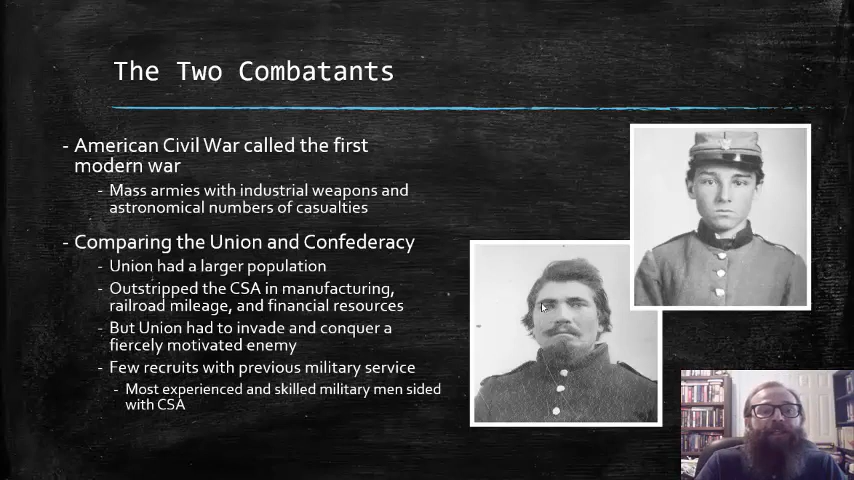 The Two Combatants
- American Civil War called the first
modern war
- Mass armies with industrial weapons and
astronomical numbers of casualties
- Comparing the Union and Confederacy
- Union had a larger population
- Outstripped the CSA in manufacturing,
railroad mileage, and financial resources
- But Union had to invade and conquer a
fiercely motivated enemy
- Few recruits with previous military service
- Most experienced and skilled military men sided
with CSA